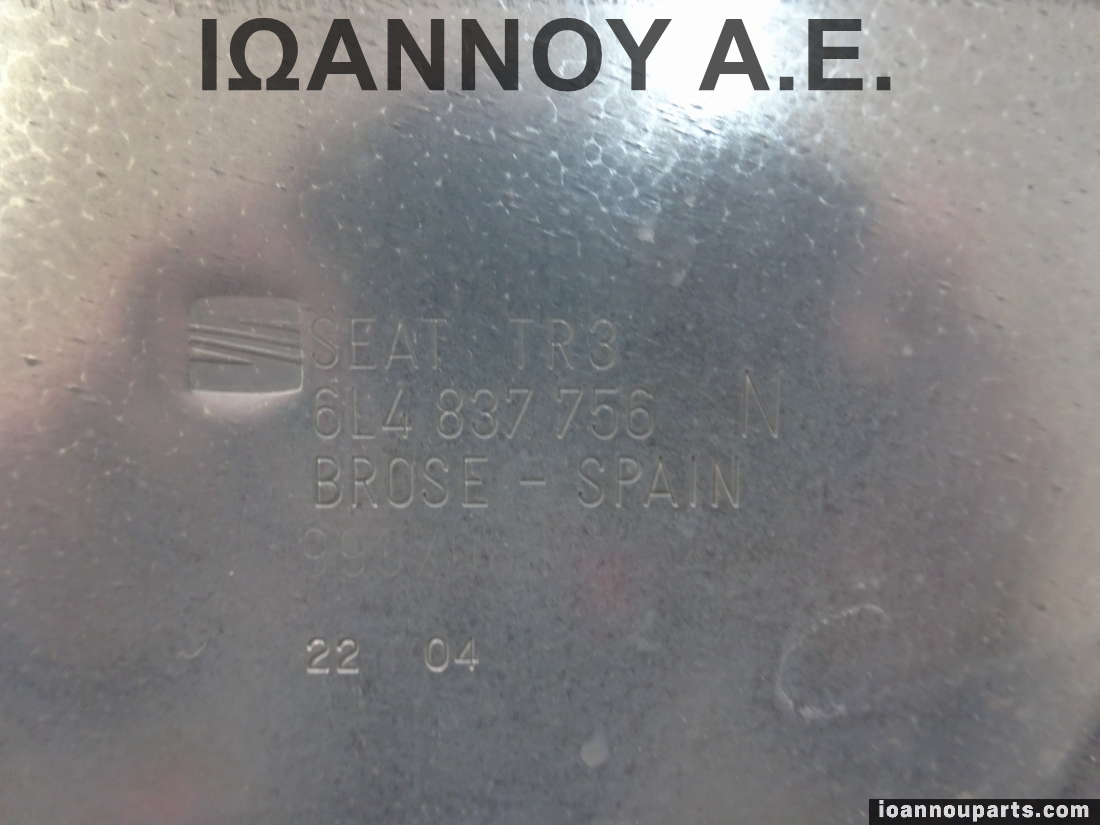 ΙΩΑΝΝΟΥ Α.Ε.
SEAT TR3
6L4 837 756 N
BROSE - SPAIN
22 04
ioannouparts.com